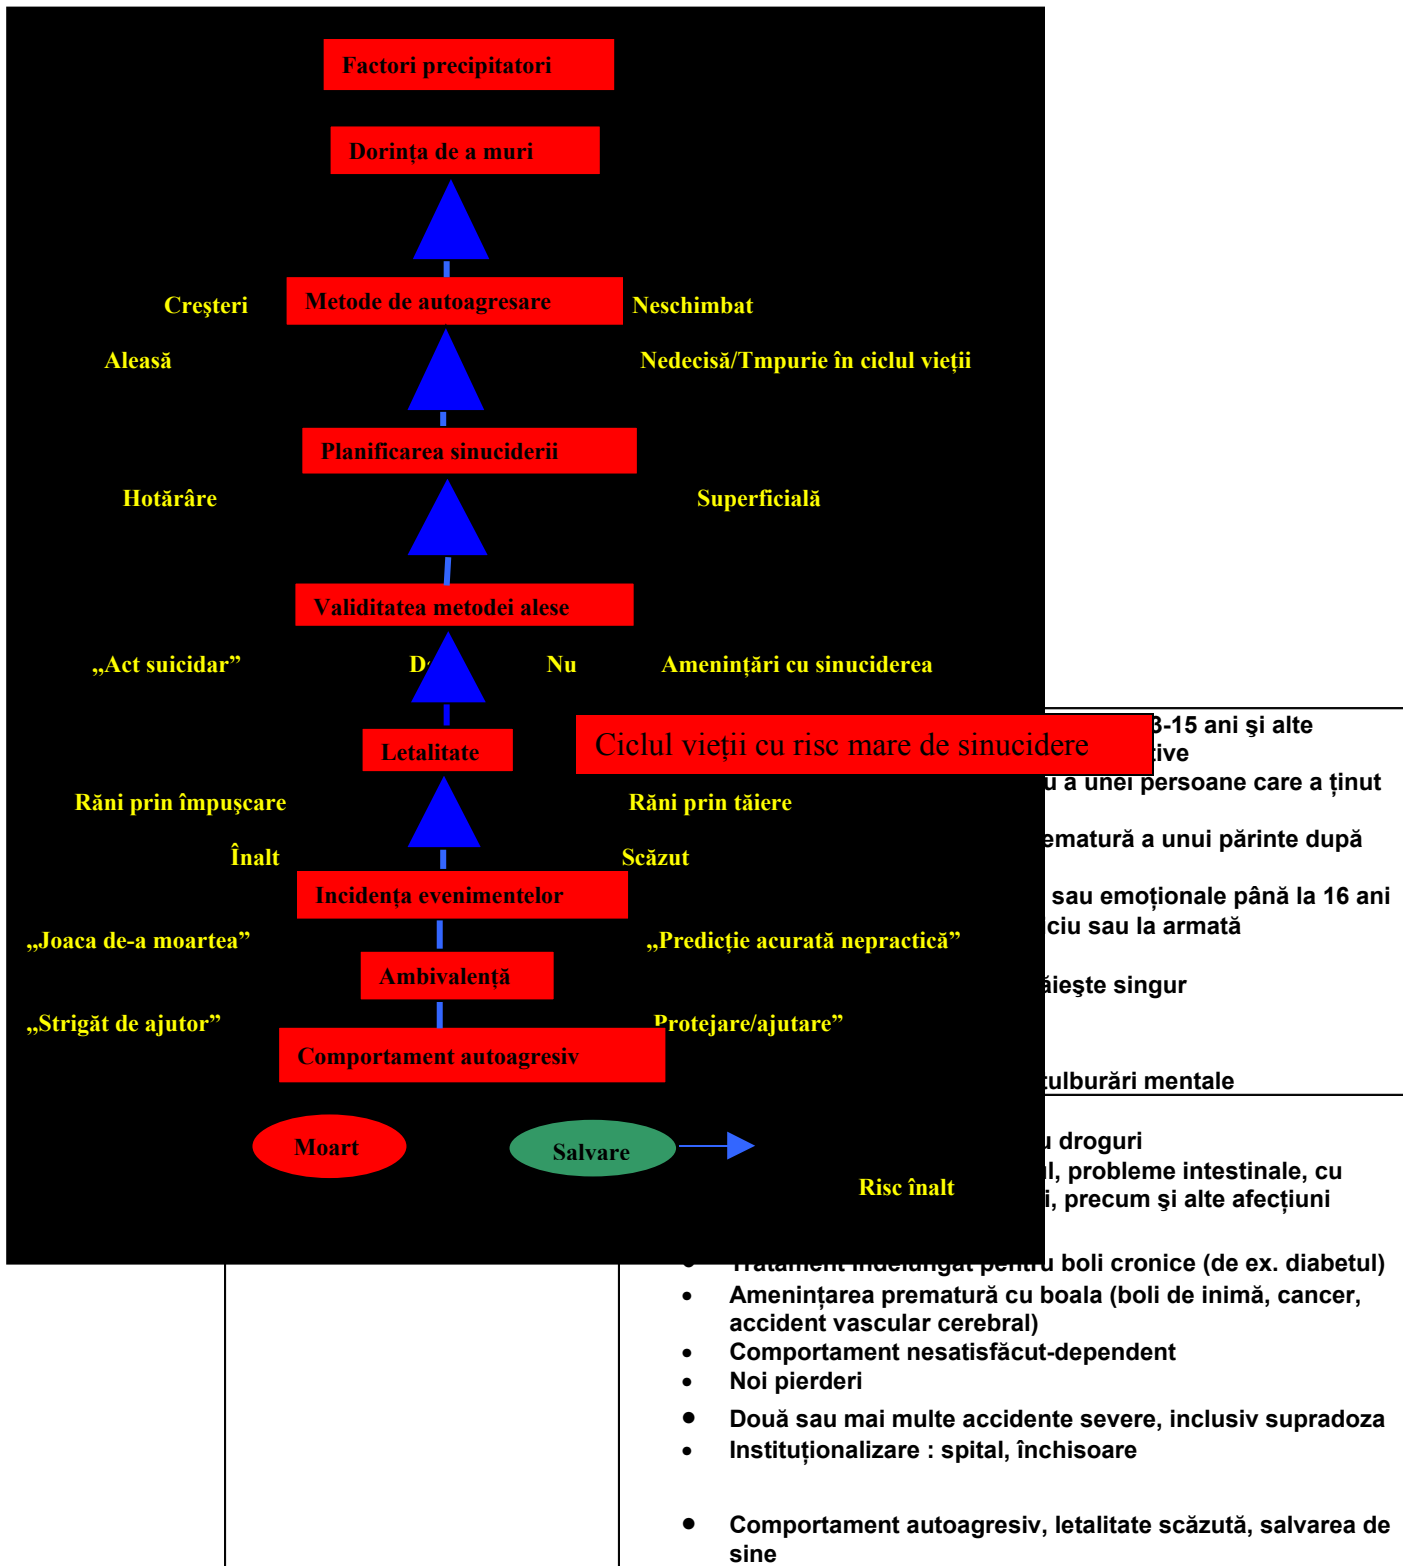 Factori precipitatori
Dorința de a muri
Creşteri Metode de autoagresare Neschimbat
Aleasă Nedecisă/Tmpurie în ciclul vieții
Planificarea sinuciderii
Hotărâre Superficială
Validitatea metodei alese
„Act suicidar” Nu Amenințări cu sinuciderea
Letalitate
Ciclul vieții cu risc mare de sinucidere
-15 ani şi alte
Răni prin împuşcare Răni prin tăiere
a unei persoane care a ținut
Înalt Scăzut
a unui părinte după
Incidența evenimentelor
sau emoționale până la 16 ani
„Joaca de-a moartea” „Predicție acurată nepractică”
sau la armată
Ambivalență
singur
„Strigăt de ajutor” Protejare/ajutare”
Comportament autoagresiv
tulburări mentale
Moart Salvare
droguri
probleme intestinale, cu
Risc înalt
precum şi alte afecțiuni
• Tratament îndelungat pentru boli cronice (de ex. diabetul)
• Amenințarea prematură cu boala (boli de inimă, cancer,
accident vascular cerebral)
• Comportament nesatisfăcut-dependent
• Noi pierderi
• Două sau mai multe accidente severe, inclusiv supradoza
• Instituționalizare : spital, închisoare
• Comportament autoagresiv, letalitate scăzută, salvarea de
sine